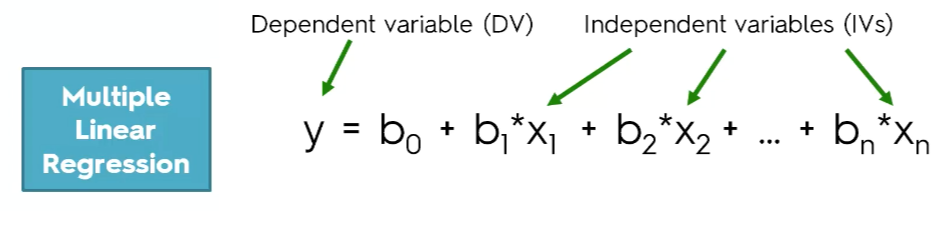 Dependent variable (DV)
Independent variables (IVs)
Multiple
Linear
Regression
y = b₀ + b₁*x₁ + b₂*x₂ + ... + bₙ*xₙ